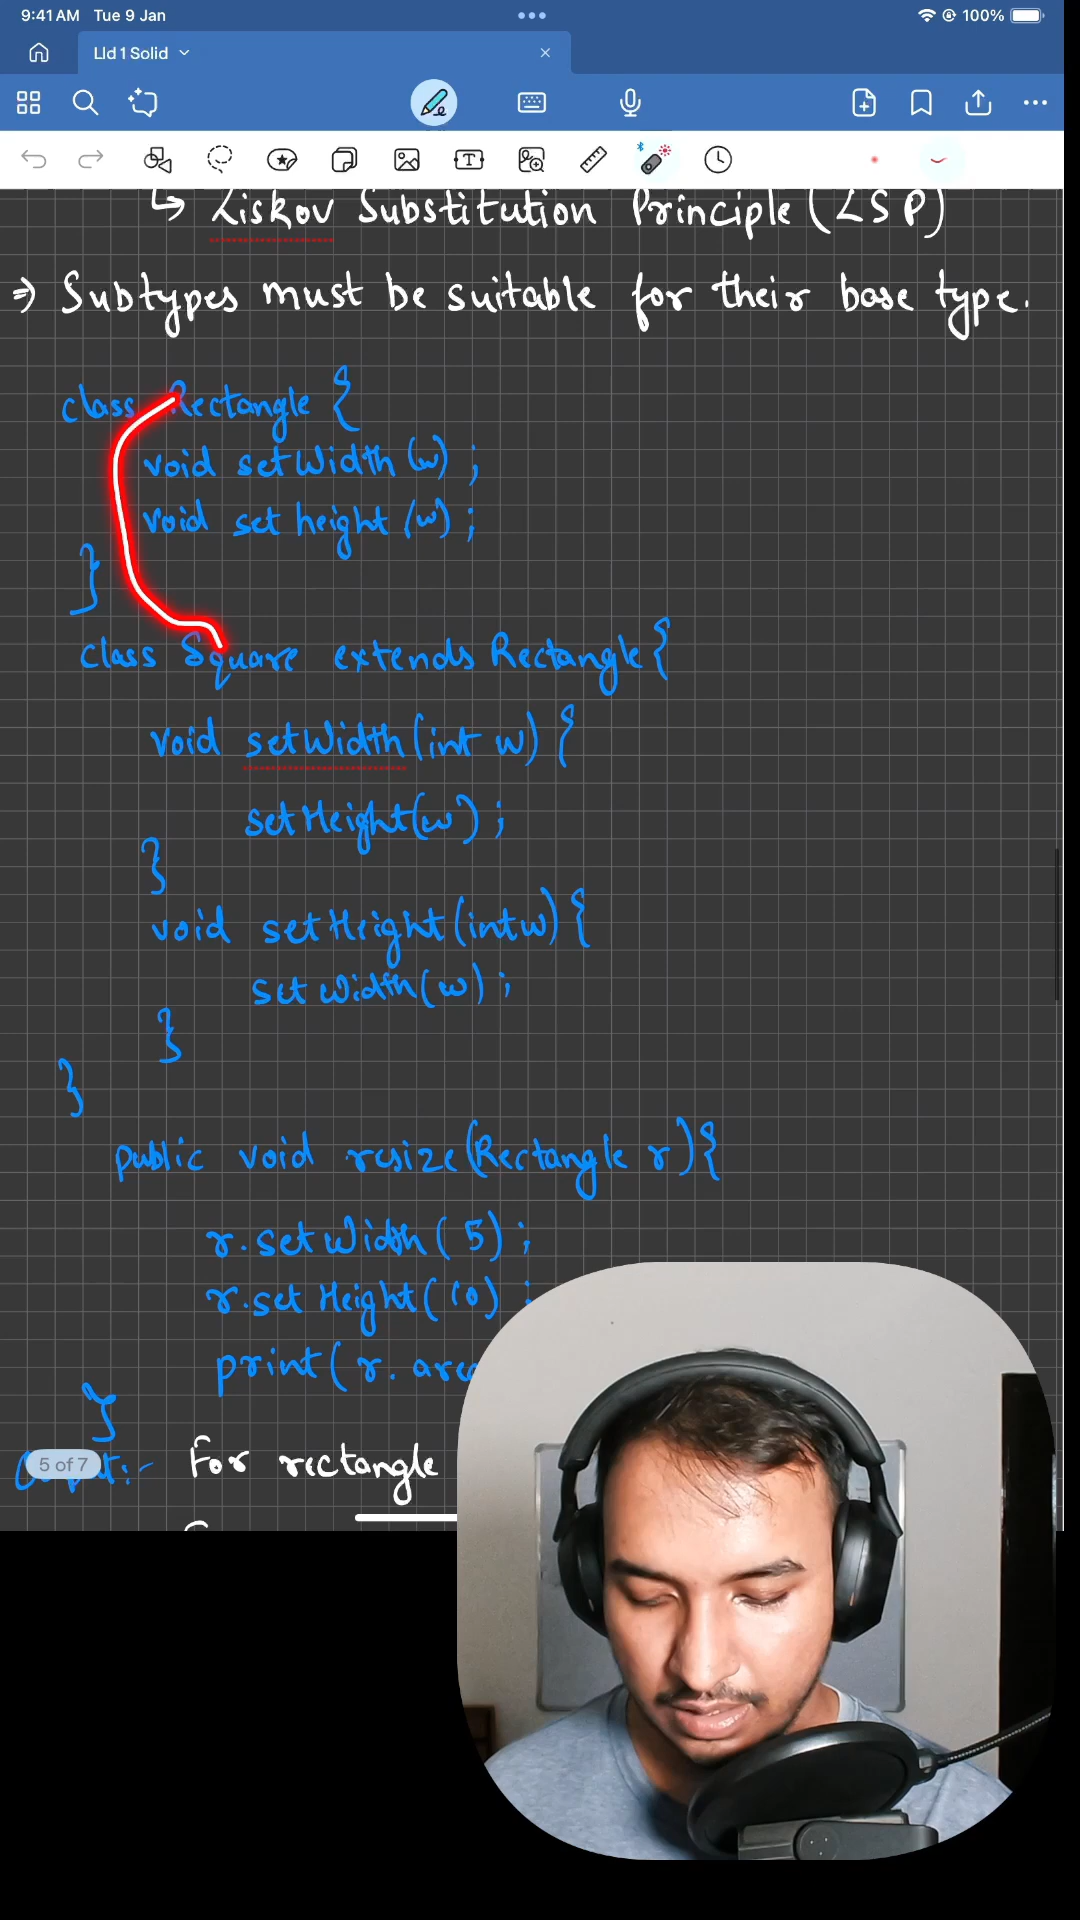 9:41 AM Tue 9 Jan
100%
Lld 1 Solid
↳ Liskov Substitution Principle (LSP)
⇒ Subtypes must be suitable for their base type.
class Rectangle {
void setWidth (w) ;
void set height (w) ;
}
class Square extends Rectangle {
void setWidth (int w) {
setHeight(w) ;
}
void setHeight (int w) {
set width (w) ;
}
}
public void resize (Rectangle r) {
r.setWidth ( 5 ) ;
r.set Height ( 10 ) ;
print ( r. area
}
5 of 7
For rectangle